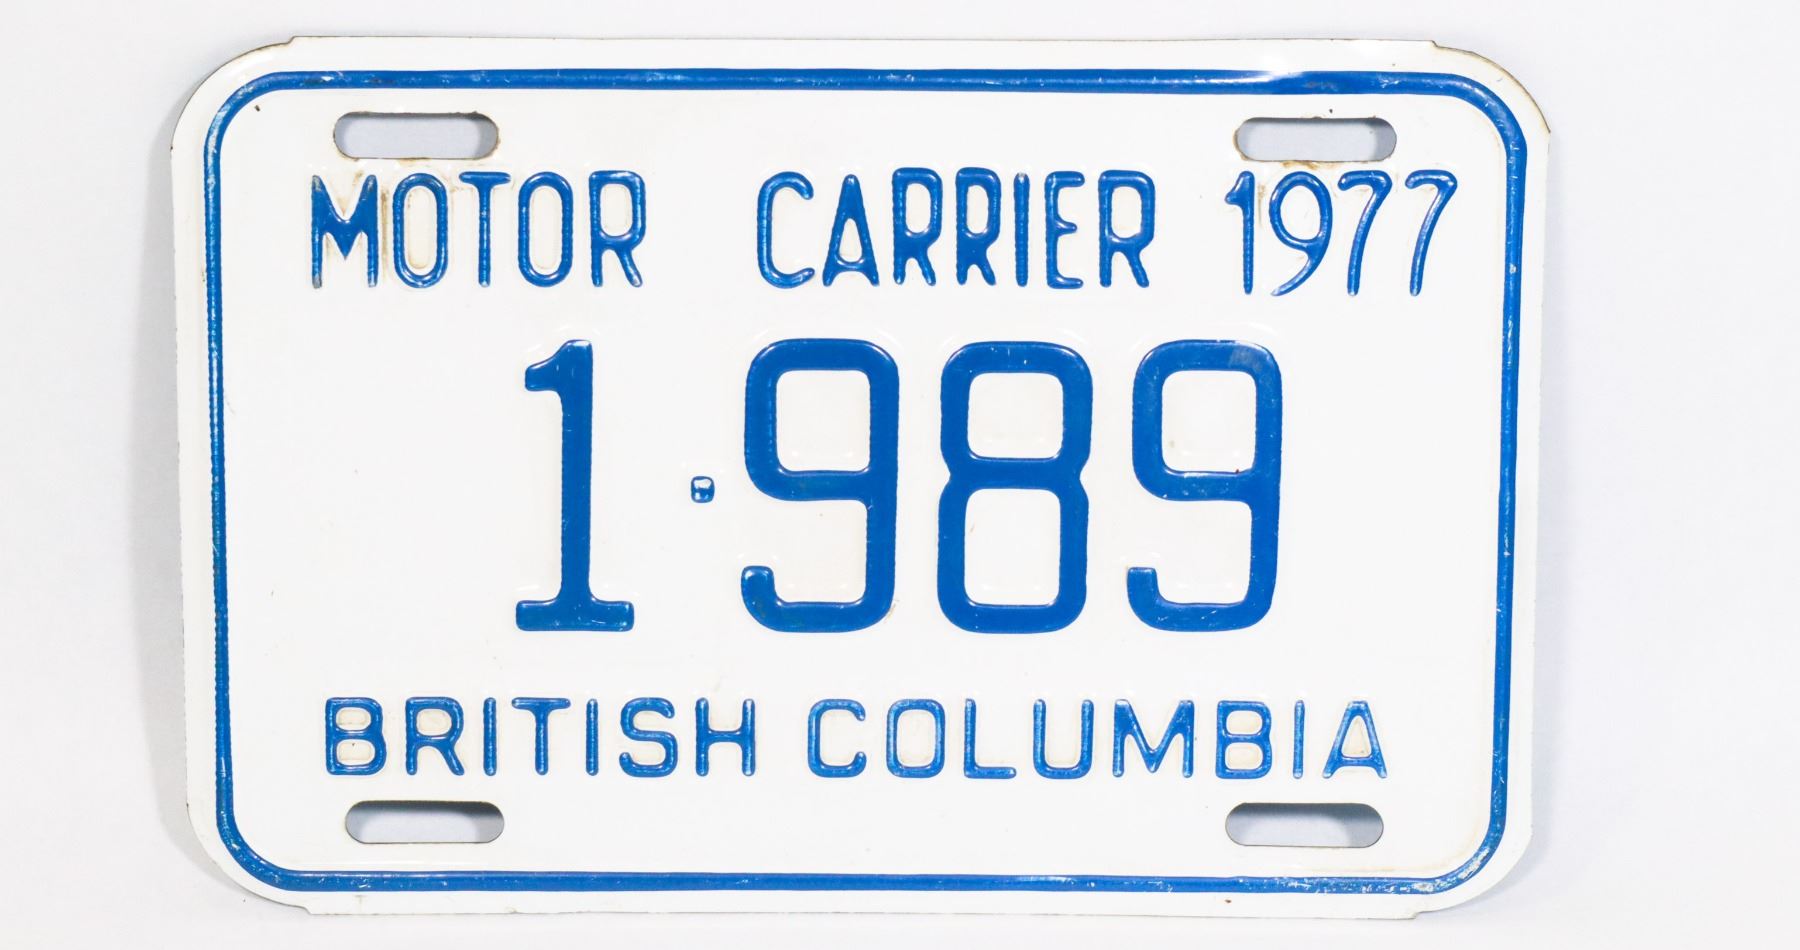 MOTOR CARRIER 1977
1·989
BRITISH COLUMBIA